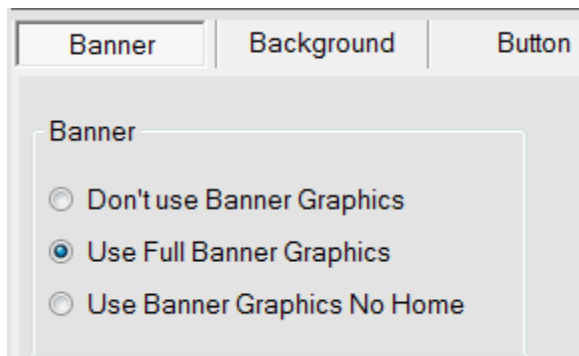 Banner Background Button
Banner
Don't use Banner Graphics
Use Full Banner Graphics
Use Banner Graphics No Home